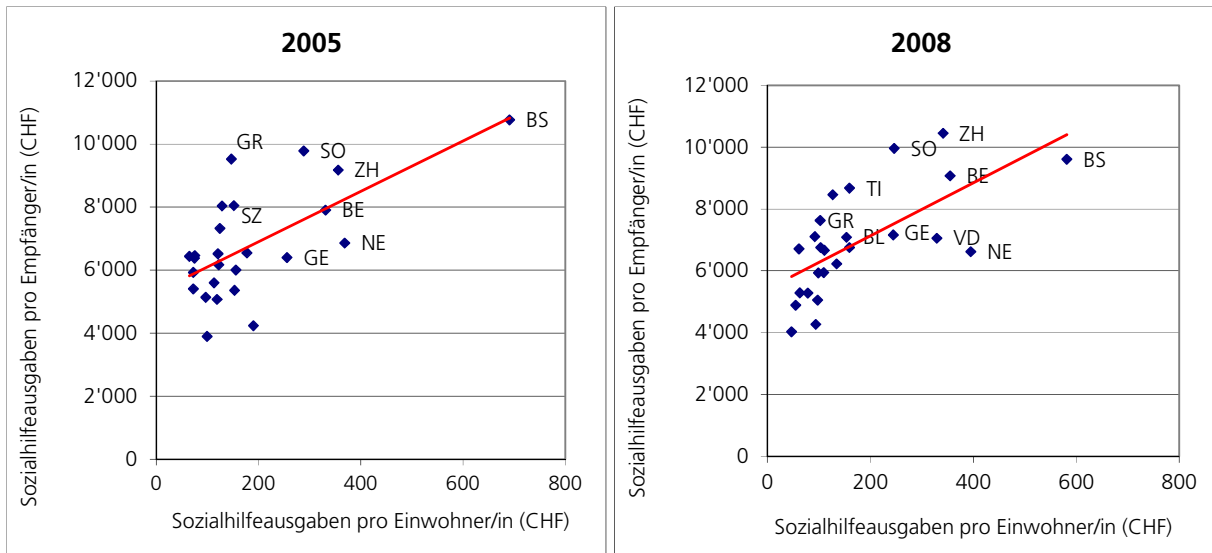 2005
Sozialhilfeausgaben pro Empfänger/in (CHF)
12'000
10'000
8'000
6'000
4'000
2'000
0
GR
SO
ZH
BS
SZ
BE
NE
GE
0 200 400 600 800
Sozialhilfeausgaben pro Einwohner/in (CHF)
2008
Sozialhilfeausgaben pro Empfänger/in (CHF)
12'000
10'000
8'000
6'000
4'000
2'000
0
ZH
SO
BS
BE
TI
GR
BL
GE
VD
NE
0 200 400 600 800
Sozialhilfeausgaben pro Einwohner/in (CHF)